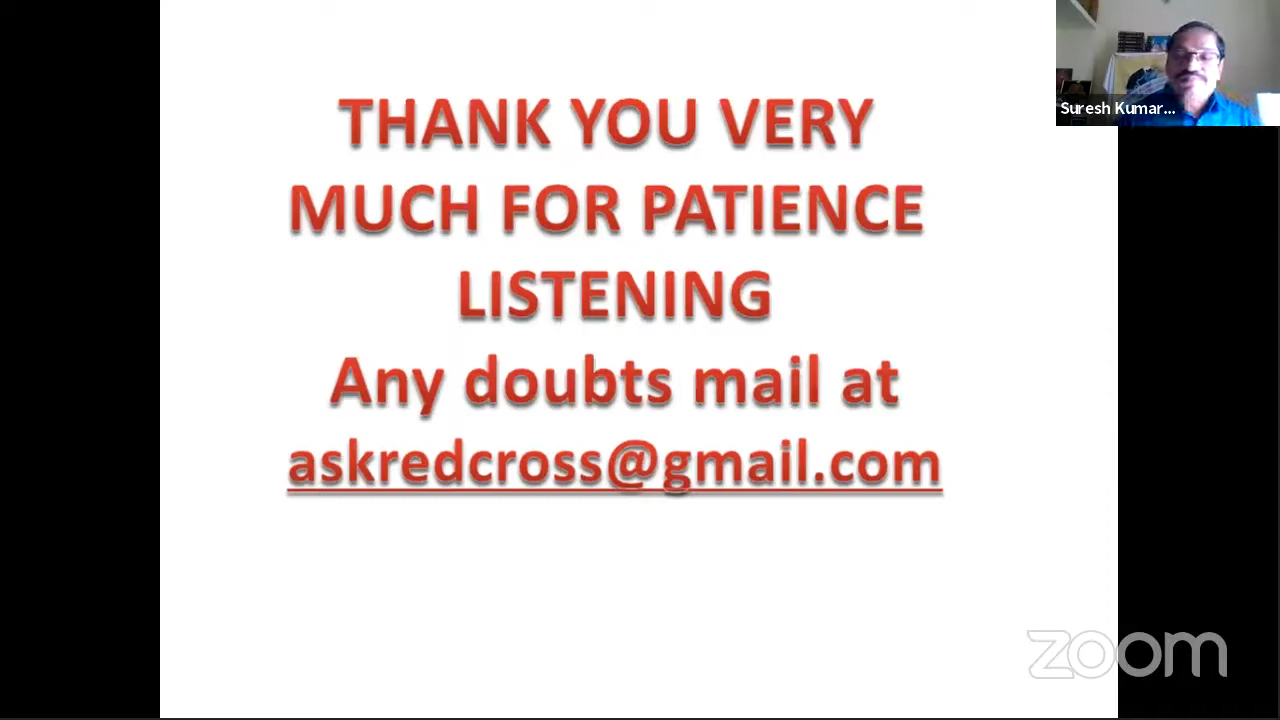 THANK YOU VERY
MUCH FOR PATIENCE
LISTENING
Any doubts mail at
askredcross@gmail.com
Suresh Kumar...
zoom